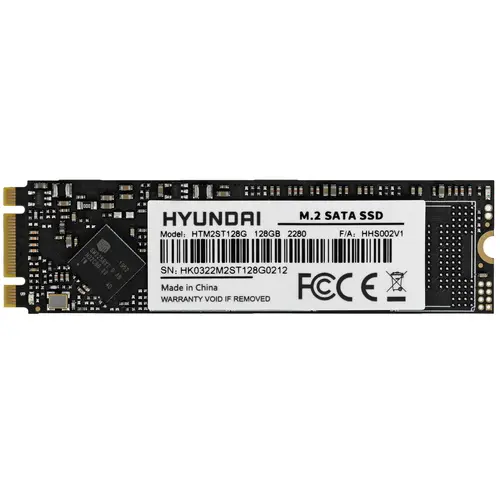 HYUNDAI
M.2 SATA SSD
Model: HTM2ST128G 128GB 2280 F/A: HHS002V1
SN: HK0322M2ST128G0212
Made in China
WARRANTY VOID IF REMOVED
FCC CE